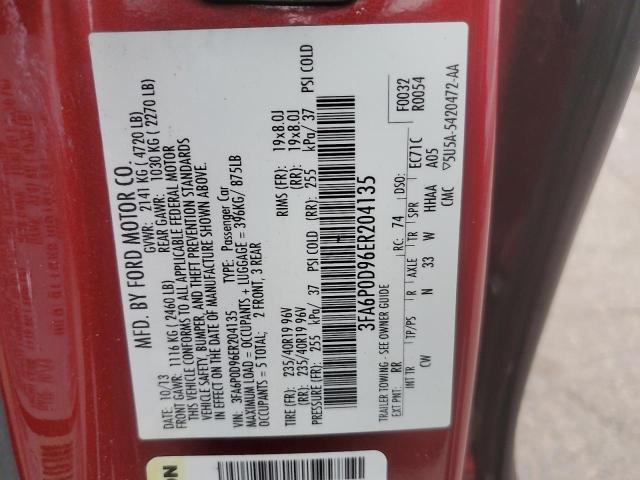 MFD. BY FORD MOTOR CO.
DATE: 10/13 GVWR: 2141 KG ( 4720 LB)
FRONT GAWR: 1116 KG ( 2460 LB) REAR GAWR: 1030 KG ( 2270 LB)
THIS VEHICLE CONFORMS TO ALL APPLICABLE FEDERAL MOTOR
VEHICLE SAFETY, BUMPER, AND THEFT PREVENTION STANDARDS
IN EFFECT ON THE DATE OF MANUFACTURE SHOWN ABOVE.
VIN: 3FA6P0D96ER204135 TYPE: Passenger Car
MAXIMUM LOAD = OCCUPANTS + LUGGAGE = 396KG/ 875LB
OCCUPANTS = 5 TOTAL; 2 FRONT, 3 REAR
TIRE (FR): 235/40R19 96V RIMS (FR): 19x8.0J
(RR): 235/40R19 96V (RR): 19x8.0J
PRESSURE (FR): 255 kPa/ 37 PSI COLD (RR): 255 kPa/ 37 PSI COLD
3FA6P0D96ER204135
TRAILER TOWING - SEE OWNER GUIDE
F0032
R0054
EXT PNT: RR RC: 74 DSO:
INT TR TP/PS R AXLE TR SPR EC71C
CW N 33 W HHAA A05
CMC ▽5U5A-5420472-AA